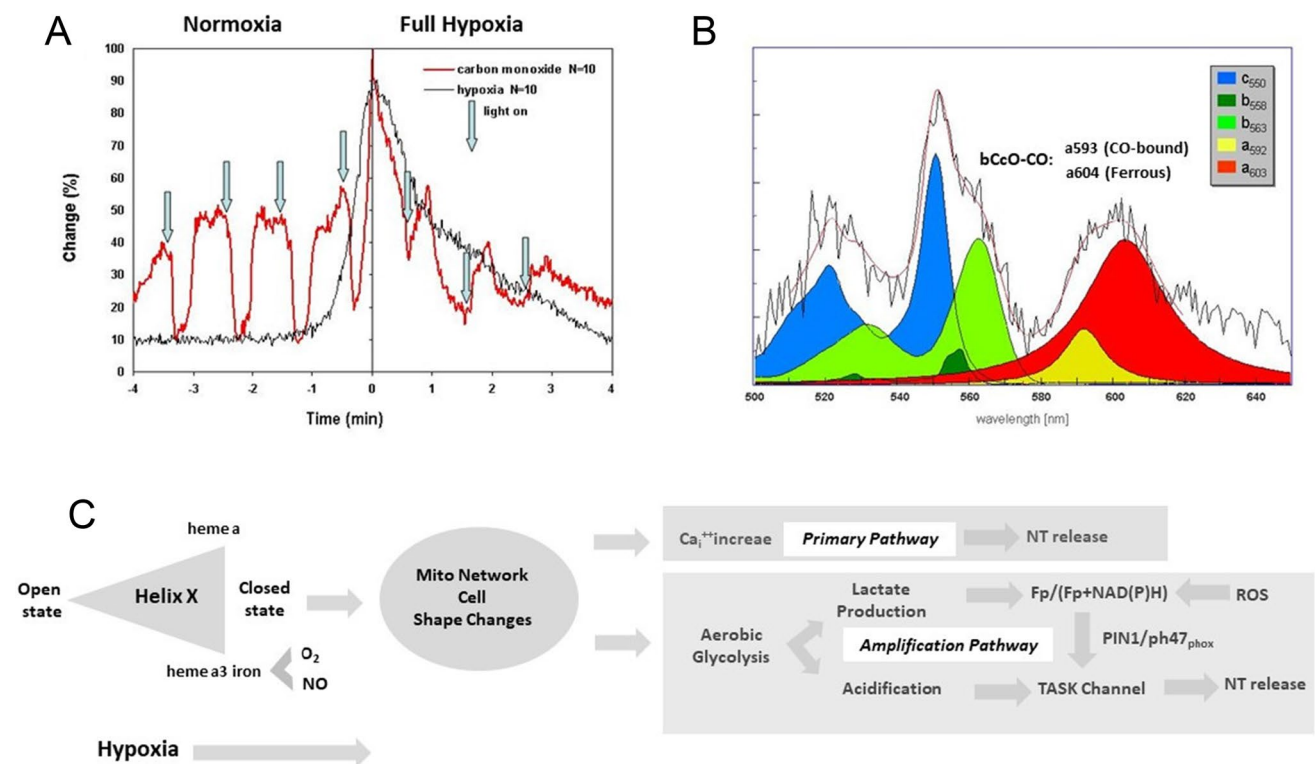 A
Normoxia
Full Hypoxia
Change (%)
100
90
80
70
60
50
40
30
20
10
0
-4
-3
-2
-1
0
1
2
3
4
Time (min)
carbon monoxide N=10
hypoxia N=10
light on
B
bCcO-CO:
a593 (CO-bound)
a604 (Ferrous)
c550
b558
b563
a592
a603
500
520
540
560
580
600
620
640
wavelength [nm]
C
heme a
Open
state
Helix X
Closed
state
heme a3 iron
O2
NO
Hypoxia
Mito Network
Cell
Shape Changes
Cai++increae
Primary Pathway
NT release
Aerobic
Glycolysis
Lactate
Production
Fp/(Fp+NAD(P)H)
ROS
Amplification Pathway
PIN1/ph47phox
Acidification
TASK Channel
NT release